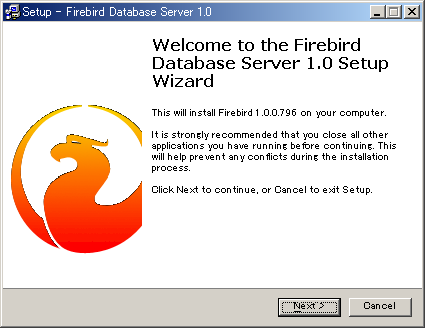 Setup - Firebird Database Server 1.0
Welcome to the Firebird
Database Server 1.0 Setup
Wizard
This will install Firebird 1.0.0.796 on your computer.
It is strongly recommended that you close all other
applications you have running before continuing. This
will help prevent any conflicts during the installation
process.
Click Next to continue, or Cancel to exit Setup.
Next >
Cancel